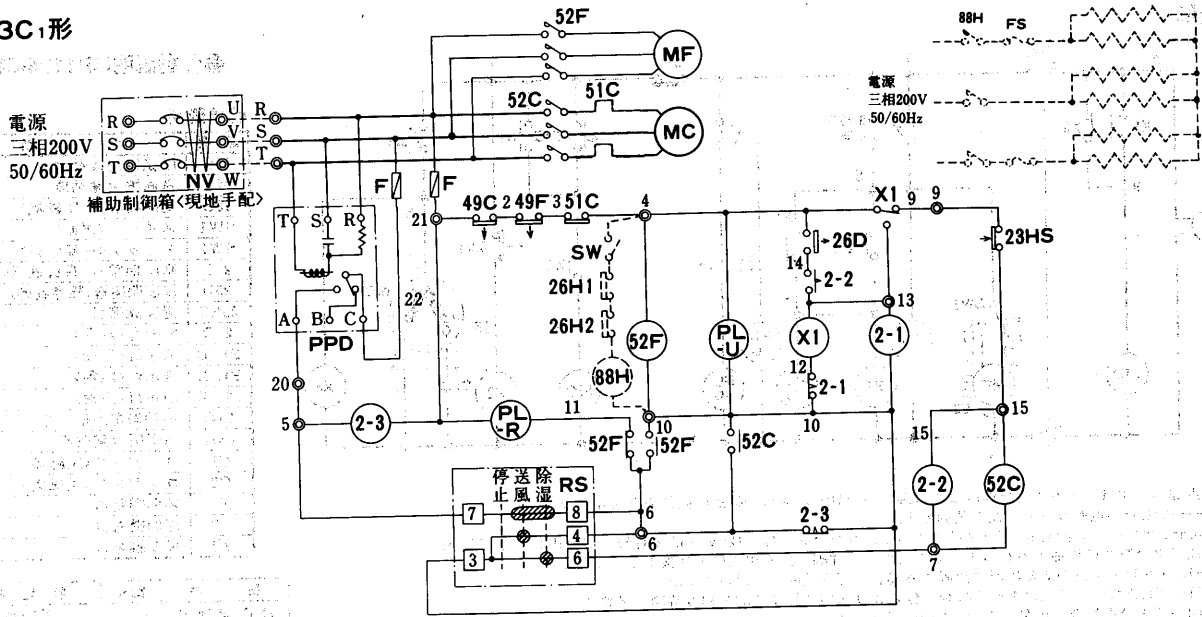 3C₁形
電源
三相200V
50/60Hz
R
S
T
U
V
W
NV
補助制御箱〈現地手配〉
R
S
T
52F
MF
52C
51C
MC
88H
FS
電源
三相200V
50/60Hz
F
F
T
S
R
A
B
C
PPD
22
21
49C
2
49F
3
51C
4
SW
26H1
26H2
88H
52F
4
PL
-U
26D
14
2-2
X1
12
2-1
10
X1
9
9
13
2-1
23HS
20
5
2-3
PL
-R
11
52F
10
52F
52C
15
15
2-2
52C
停止
送風
除湿
RS
7
8
6
4
6
3
6
2-3
7